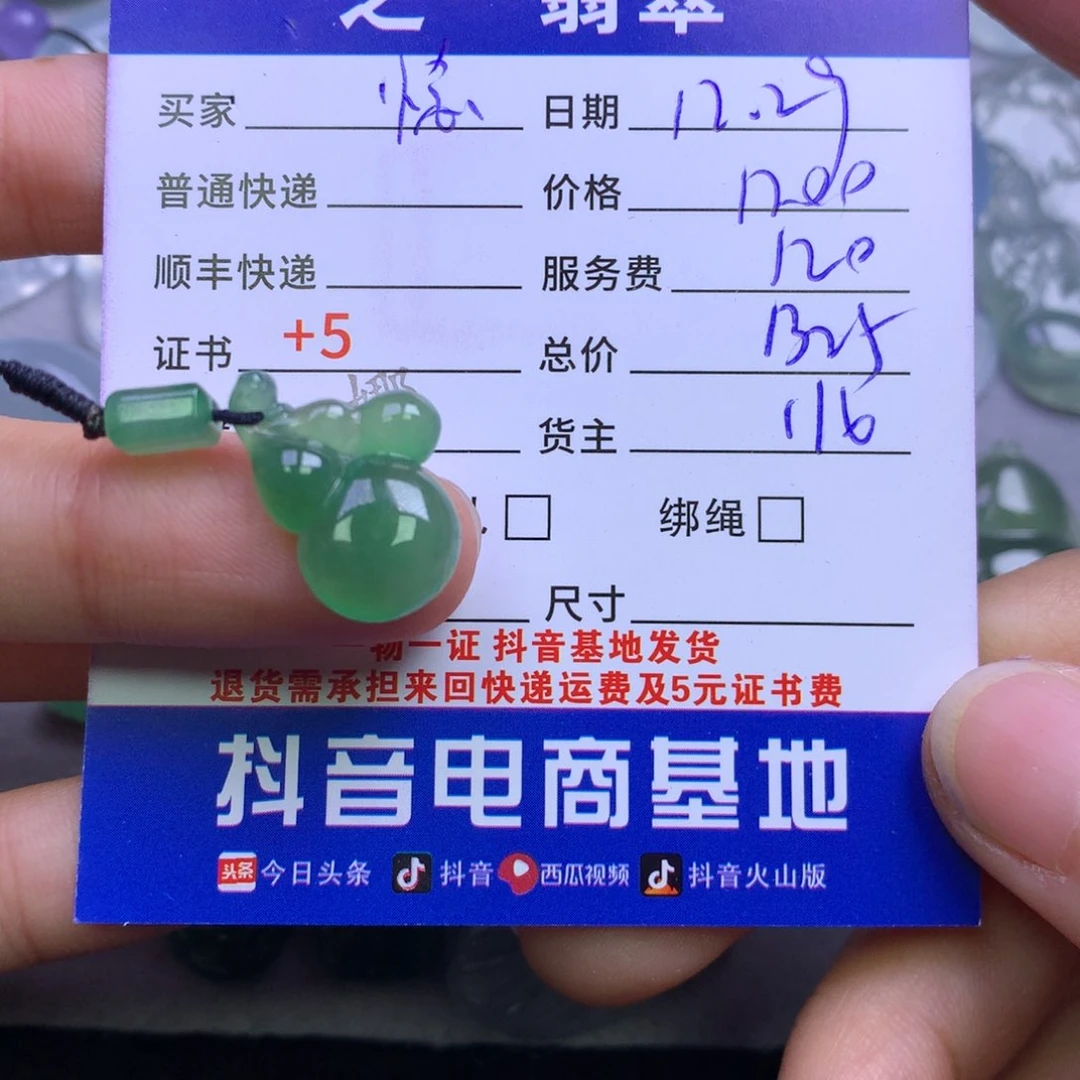 之 翡翠
买家 日期 12.29
普通快递 价格 1200
顺丰快递 服务费 120
证书 +5 总价 1325
货主 116
绑绳
尺寸
物一证 抖音基地发货
退货需承担来回快递运费及5元证书费
抖音电商基地
头条 今日头条 抖音 西瓜视频 抖音火山版